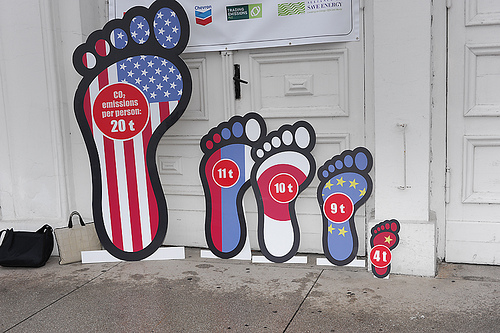 Chevron
TRADING
EMISSIONS
SAVE ENERGY
CO₂
emissions
per person:
20 t
11 t
10 t
9 t
4 t